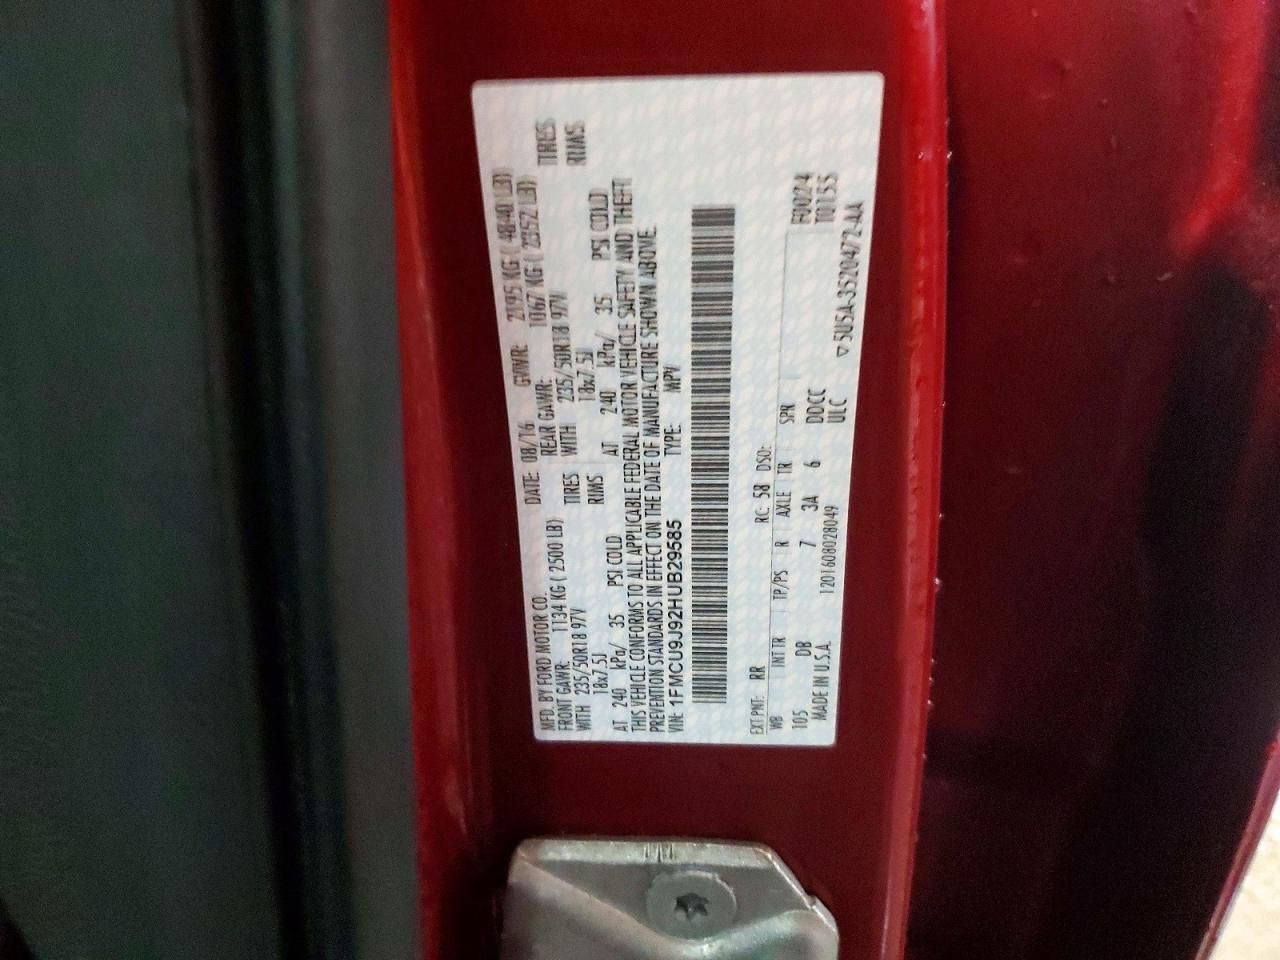 MFD. BY FORD MOTOR CO.
DATE: 08/16 GVWR: 2195 KG ( 4840 LB)
FRONT GAWR: 1134 KG ( 2500 LB)
REAR GAWR: 1067 KG ( 2352 LB)
WITH 235/50R18 97V TIRES
WITH 235/50R18 97V TIRES
18x7.5J RIMS
18x7.5J RIMS
AT 240 kPa/ 35 PSI COLD
AT 240 kPa/ 35 PSI COLD
THIS VEHICLE CONFORMS TO ALL APPLICABLE FEDERAL MOTOR VEHICLE SAFETY AND THEFT
PREVENTION STANDARDS IN EFFECT ON THE DATE OF MANUFACTURE SHOWN ABOVE.
VIN: 1FMCU9J92HUB29585 TYPE: MPV
EXT PNT: RR RC: 58 DSO: F0024
WB INT TR TP/PS R AXLE TR SPR T0155
105 DB 7 3A 6 DDCC
MADE IN U.S.A. 1201608028049 ULC ▽5U5A-3520472-AA